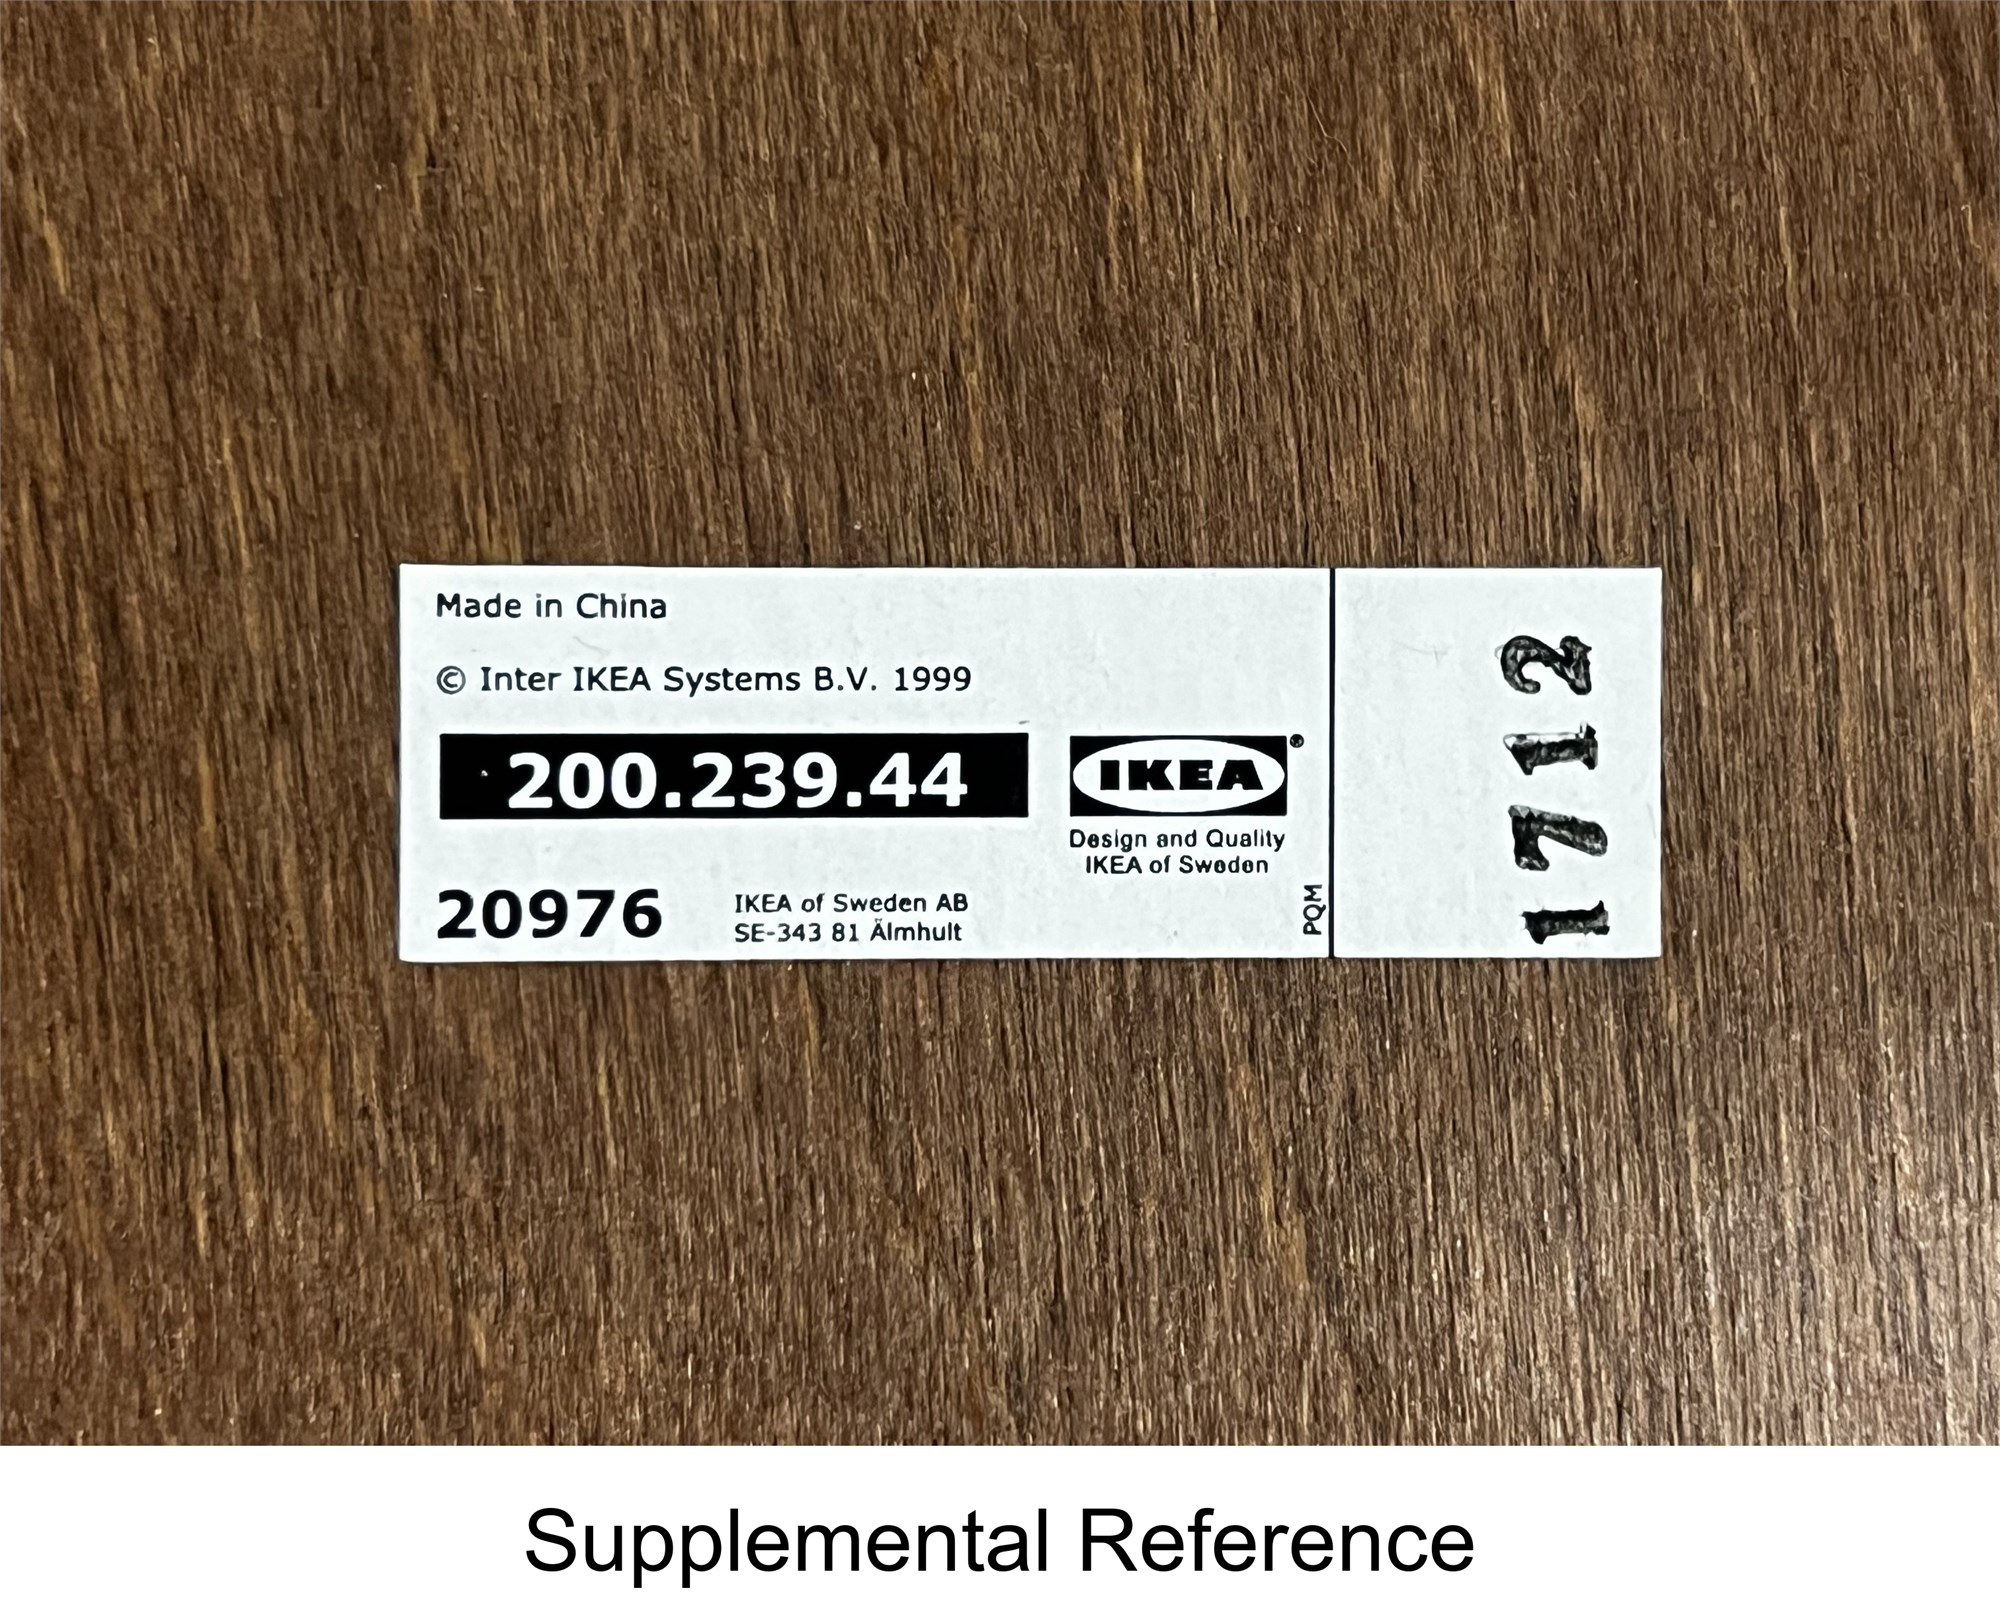 Made in China
© Inter IKEA Systems B.V. 1999
200.239.44
IKEA®
Design and Quality
IKEA of Sweden
20976
IKEA of Sweden AB
SE-343 81 Älmhult
PQM
1712
Supplemental Reference